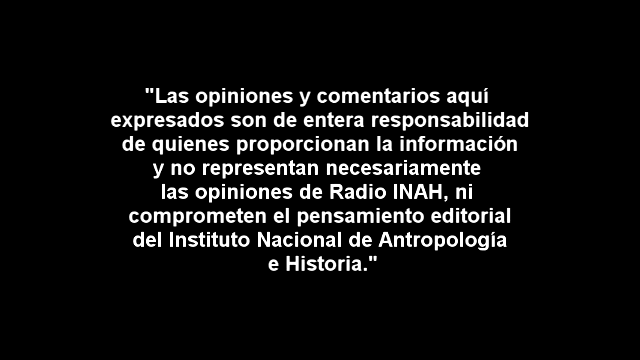 "Las opiniones y comentarios aquí
expresados son de entera responsabilidad
de quienes proporcionan la información
y no representan necesariamente
las opiniones de Radio INAH, ni
comprometen el pensamiento editorial
del Instituto Nacional de Antropología
e Historia."